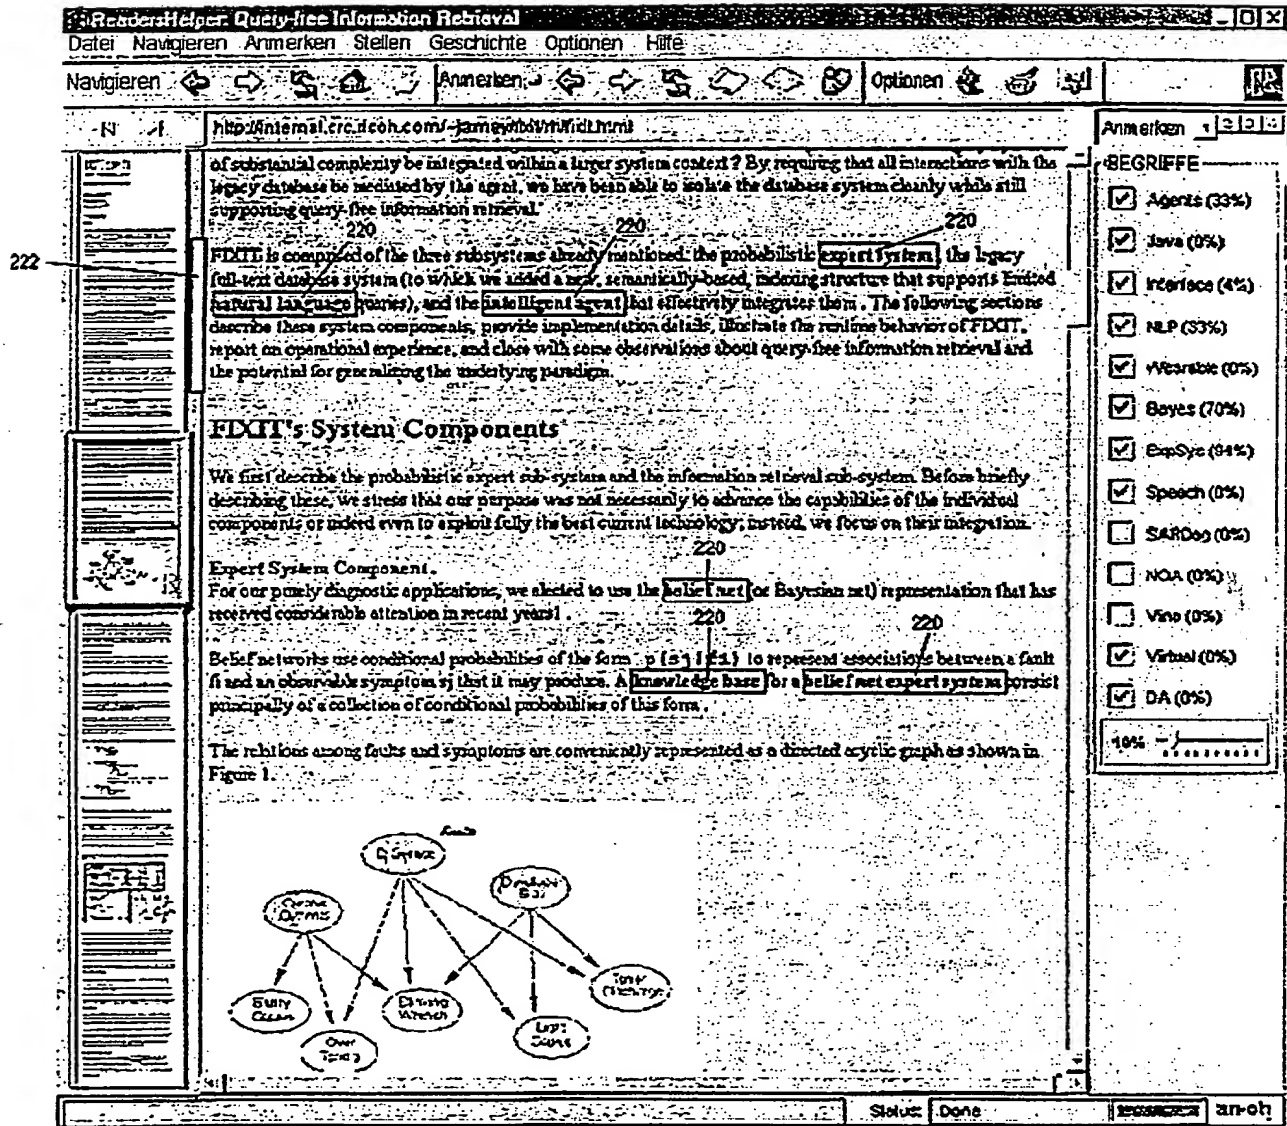 ReadersHelper: Query-free Information Retrieval
Datei Navigieren Anmerken Stellen Geschichte Optionen Hilfe
Navigieren Anmerken Optionen
Anmerken
of substantial complexity be integrated within a larger system context? By requiring that all interactions with the
legacy database be mediated by the agent, we have been able to isolate the database system cleanly while still
supporting query-free information retrieval.
220 220 220
222
FIXIT is composed of the three subsystems already mentioned: the probabilistic expert system, the legacy
full-text database system (to which we added a new, semantically-based, indexing structure that supports limited
natural language queries), and the intelligent agent that effectively integrates them. The following sections
describe these system components, provide implementation details, illustrate the runtime behavior of FIXIT,
report on operational experience, and close with some observations about query-free information retrieval and
the potential for generalizing the underlying paradigm.
FIXIT's System Components
We first describe the probabilistic expert sub-system and the information retrieval sub-system. Before briefly
describing these, we stress that our purpose was not necessarily to advance the capabilities of the individual
components or indeed even to exploit fully the best current technology; instead, we focus on their integration.
220
Expert System Component.
For our purely diagnostic applications, we elected to use the belief net (or Bayesian net) representation that has
received considerable attention in recent years1.
220 220
Belief networks use conditional probabilities of the form p(sj|fi) to represent associations between a fault
fi and an observable symptom sj that it may produce. A knowledge base for a belief net expert system consist
principally of a collection of conditional probabilities of this form.
The relations among faults and symptoms are conveniently represented as a directed acyclic graph as shown in
Figure 1.
BEGRIFFE
Agents (33%)
Java (0%)
Interface (4%)
NLP (33%)
Wearable (0%)
Bayes (70%)
ExpSys (94%)
Speech (0%)
SARDog (0%)
NOA (0%)
Vino (0%)
Virtual (0%)
DA (0%)
10%
Status: Done